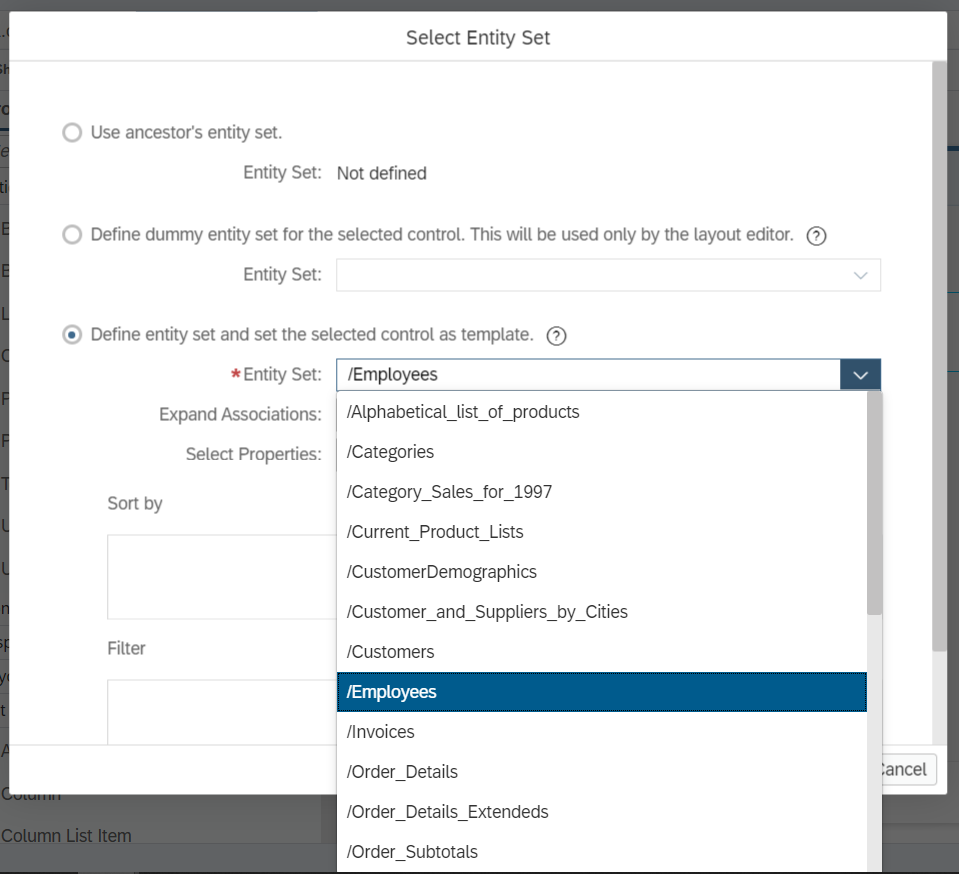 Select Entity Set
Use ancestor's entity set.
Entity Set: Not defined
Define dummy entity set for the selected control. This will be used only by the layout editor. ?
Entity Set:
Define entity set and set the selected control as template. ?
*Entity Set: /Employees
Expand Associations:
Select Properties:
Sort by
Filter
/Alphabetical_list_of_products
/Categories
/Category_Sales_for_1997
/Current_Product_Lists
/CustomerDemographics
/Customer_and_Suppliers_by_Cities
/Customers
/Employees
/Invoices
/Order_Details
/Order_Details_Extendeds
/Order_Subtotals
Cancel
Column
Column List Item